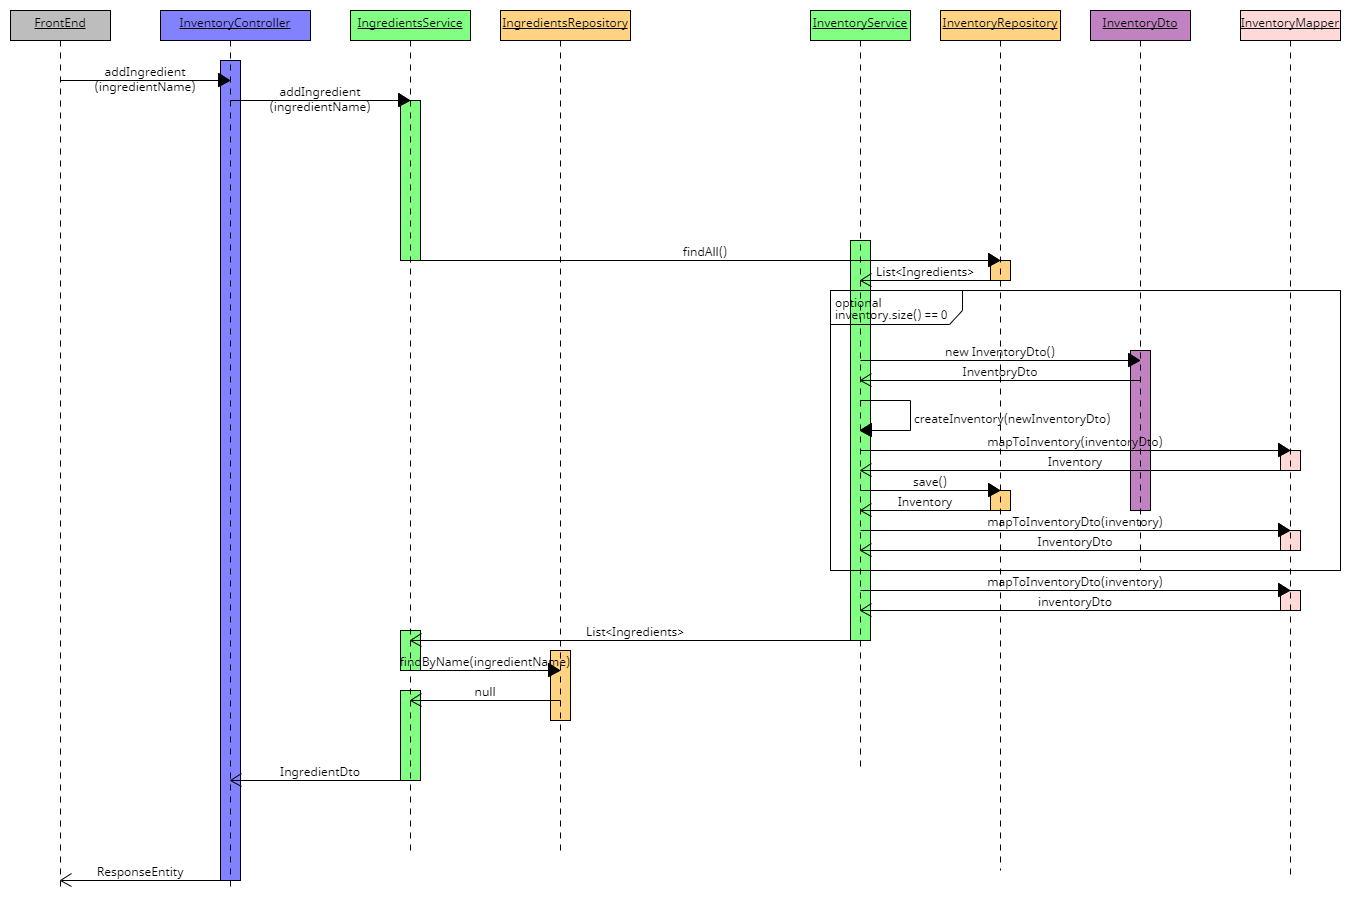 FrontEnd
InventoryController
IngredientsService
IngredientsRepository
InventoryService
InventoryRepository
InventoryDto
InventoryMapper
addIngredient
(ingredientName)
addIngredient
(ingredientName)
findAll()
List<Ingredients>
optional
inventory.size() == 0
new InventoryDto()
InventoryDto
createInventory(newInventoryDto)
mapToInventory(inventoryDto)
Inventory
save()
Inventory
mapToInventoryDto(inventory)
InventoryDto
mapToInventoryDto(inventory)
inventoryDto
List<Ingredients>
findByName(ingredientName)
null
IngredientDto
ResponseEntity